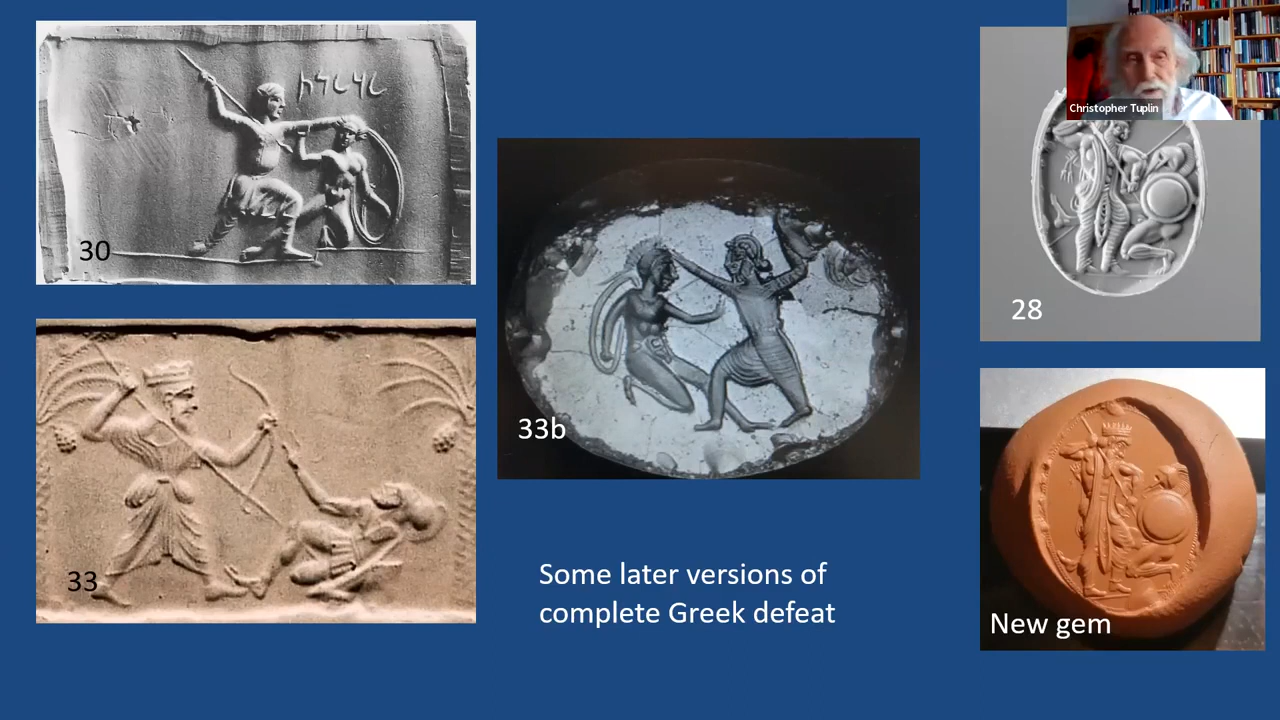 30
33
33b
Some later versions of
complete Greek defeat
Christopher Tuplin
28
New gem